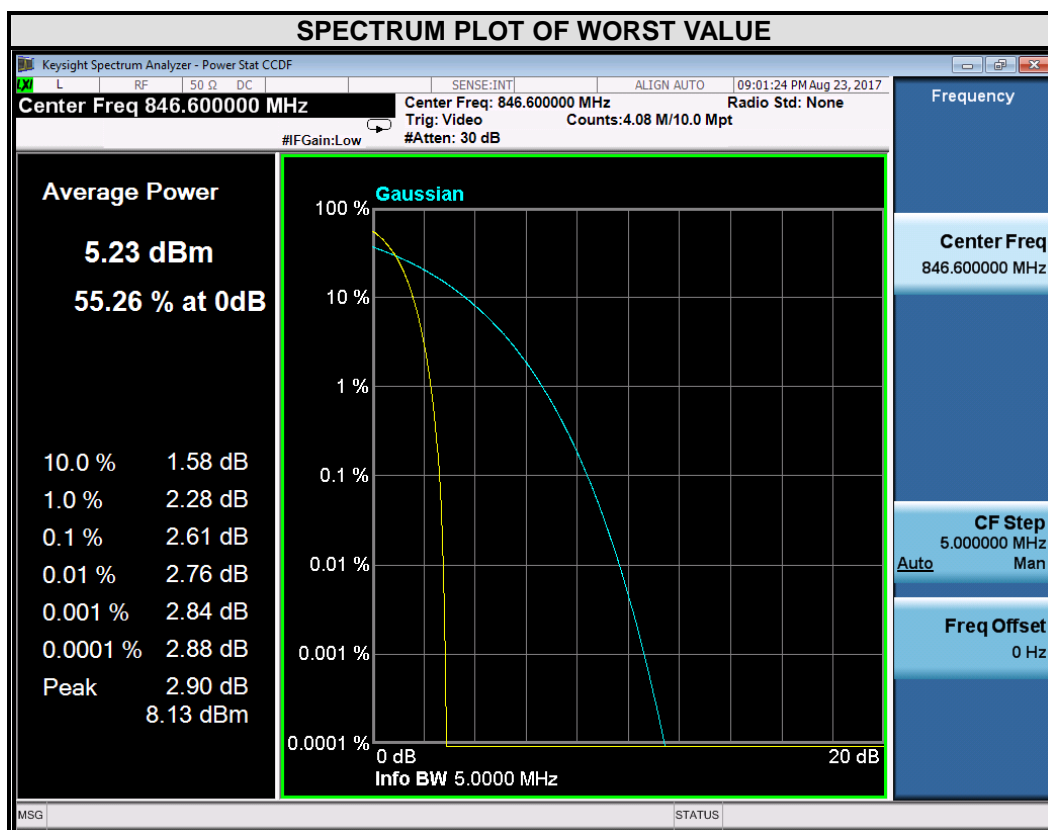 SPECTRUM PLOT OF WORST VALUE
Keysight Spectrum Analyzer - Power Stat CCDF
LXI L RF 50 Ω DC SENSE:INT ALIGN AUTO 09:01:24 PM Aug 23, 2017
Center Freq 846.600000 MHz
#IFGain:Low
Center Freq: 846.600000 MHz Radio Std: None
Trig: Video Counts:4.08 M/10.0 Mpt
#Atten: 30 dB
Average Power
5.23 dBm
55.26 % at 0dB
10.0 % 1.58 dB
1.0 % 2.28 dB
0.1 % 2.61 dB
0.01 % 2.76 dB
0.001 % 2.84 dB
0.0001 % 2.88 dB
Peak 2.90 dB
8.13 dBm
Gaussian
100 %
10 %
1 %
0.1 %
0.01 %
0.001 %
0.0001 %
0 dB 20 dB
Info BW 5.0000 MHz
Frequency
Center Freq
846.600000 MHz
CF Step
5.000000 MHz
Auto Man
Freq Offset
0 Hz
MSG STATUS